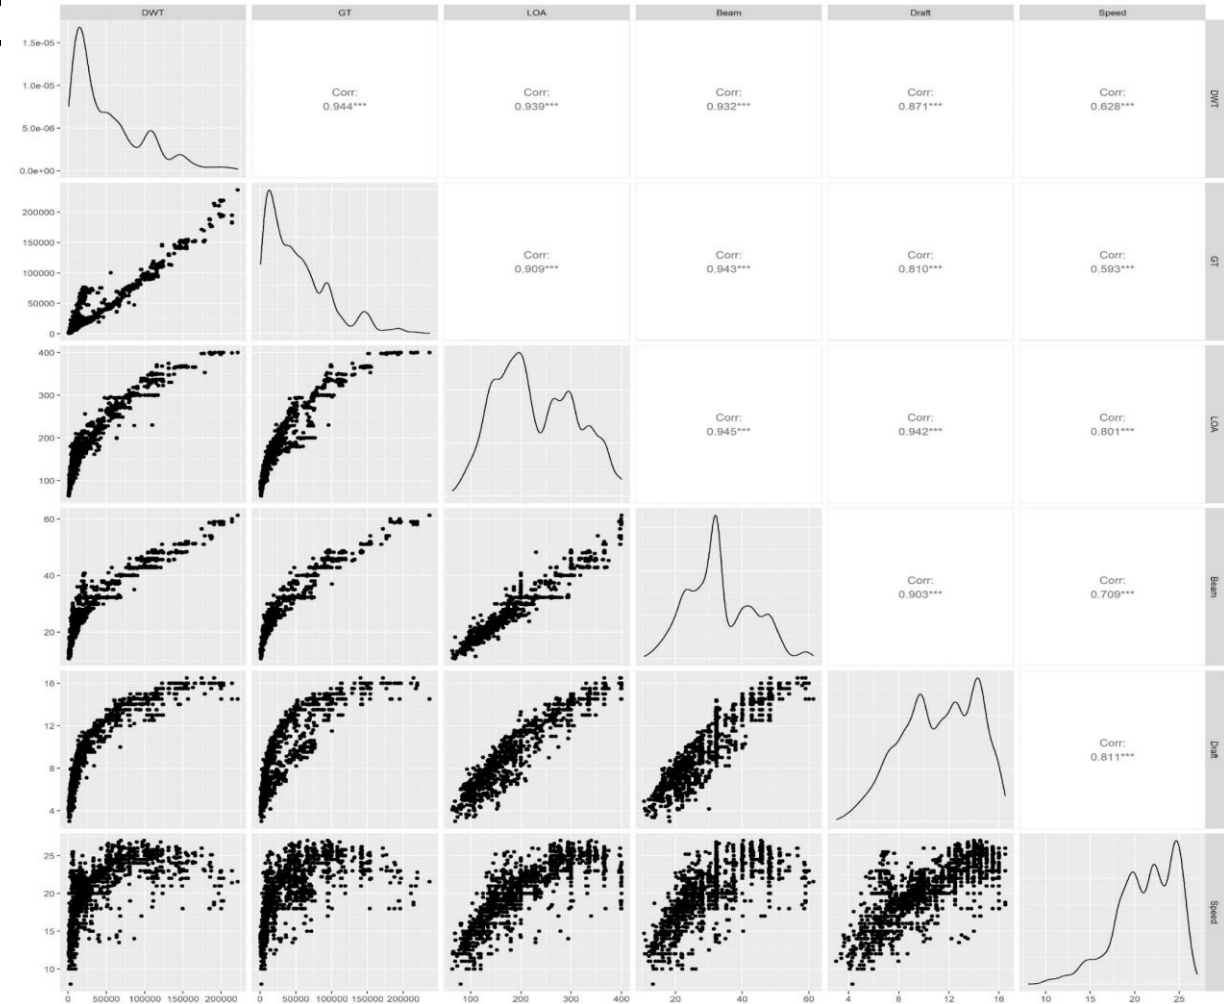 DWT GT LOA Beam Draft Speed
1.5e-05
1.0e-05
5.0e-06
0.0e+00
Corr:
0.944***
Corr:
0.939***
Corr:
0.932***
Corr:
0.871***
Corr:
0.628***
DWT
200000
150000
100000
50000
0
Corr:
0.909***
Corr:
0.943***
Corr:
0.810***
Corr:
0.593***
GT
400
300
200
100
Corr:
0.945***
Corr:
0.942***
Corr:
0.801***
LOA
60
40
20
Corr:
0.903***
Corr:
0.709***
Beam
16
12
8
4
Corr:
0.811***
Draft
25
20
15
10
Speed
0 50000 100000 150000 200000 0 50000 100000 150000 200000 100 200 300 400 20 40 60 4 8 12 16 10 15 20 25